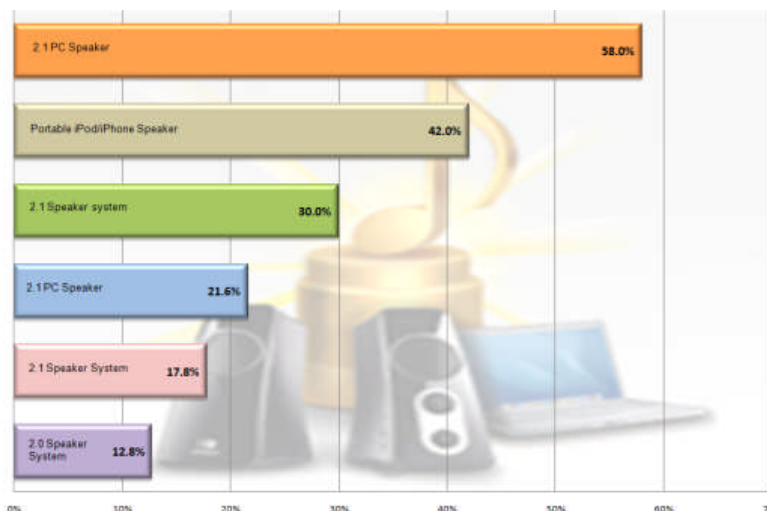 2.1 PC Speaker
58.0%
Portable iPod/iPhone Speaker
42.0%
2.1 Speaker system
30.0%
2.1 PC Speaker
21.6%
2.1 Speaker System
17.8%
2.0 Speaker
System
12.8%
0% 10% 20% 30% 40% 50% 60%